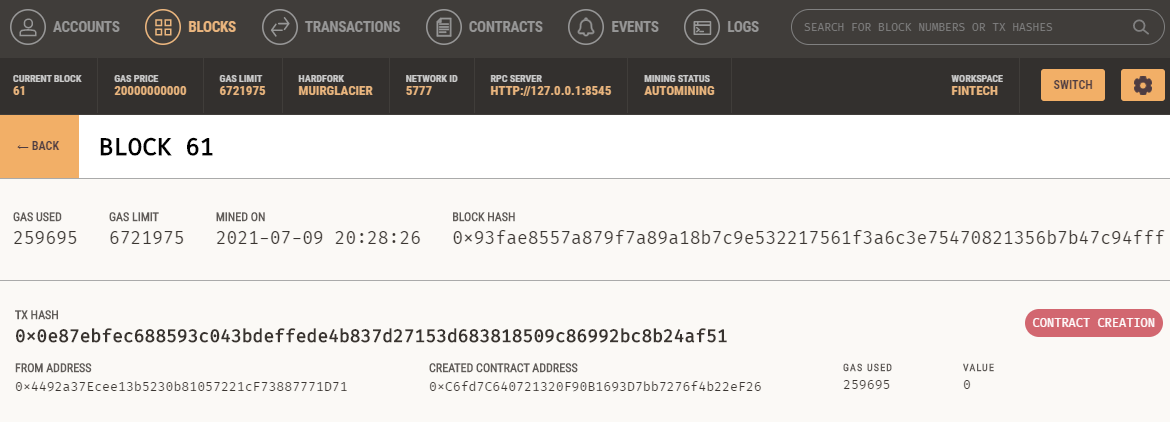 ACCOUNTS BLOCKS TRANSACTIONS CONTRACTS EVENTS LOGS SEARCH FOR BLOCK NUMBERS OR TX HASHES
CURRENT BLOCK GAS PRICE GAS LIMIT HARDFORK NETWORK ID RPC SERVER MINING STATUS WORKSPACE
61 20000000000 6721975 MUIRGLACIER 5777 HTTP://127.0.0.1:8545 AUTOMINING FINTECH
SWITCH
← BACK BLOCK 61
GAS USED GAS LIMIT MINED ON BLOCK HASH
259695 6721975 2021-07-09 20:28:26 0×93fae8557a879f7a89a18b7c9e532217561f3a6c3e75470821356b7b47c94fff
TX HASH
0×0e87ebfec688593c043bdeffede4b837d27153d683818509c86992bc8b24af51
CONTRACT CREATION
FROM ADDRESS CREATED CONTRACT ADDRESS GAS USED VALUE
0×4492a37Ecee13b5230b81057221cF73887771D71 0×C6fd7C640721320F90B1693D7bb7276f4b22eF26 259695 0